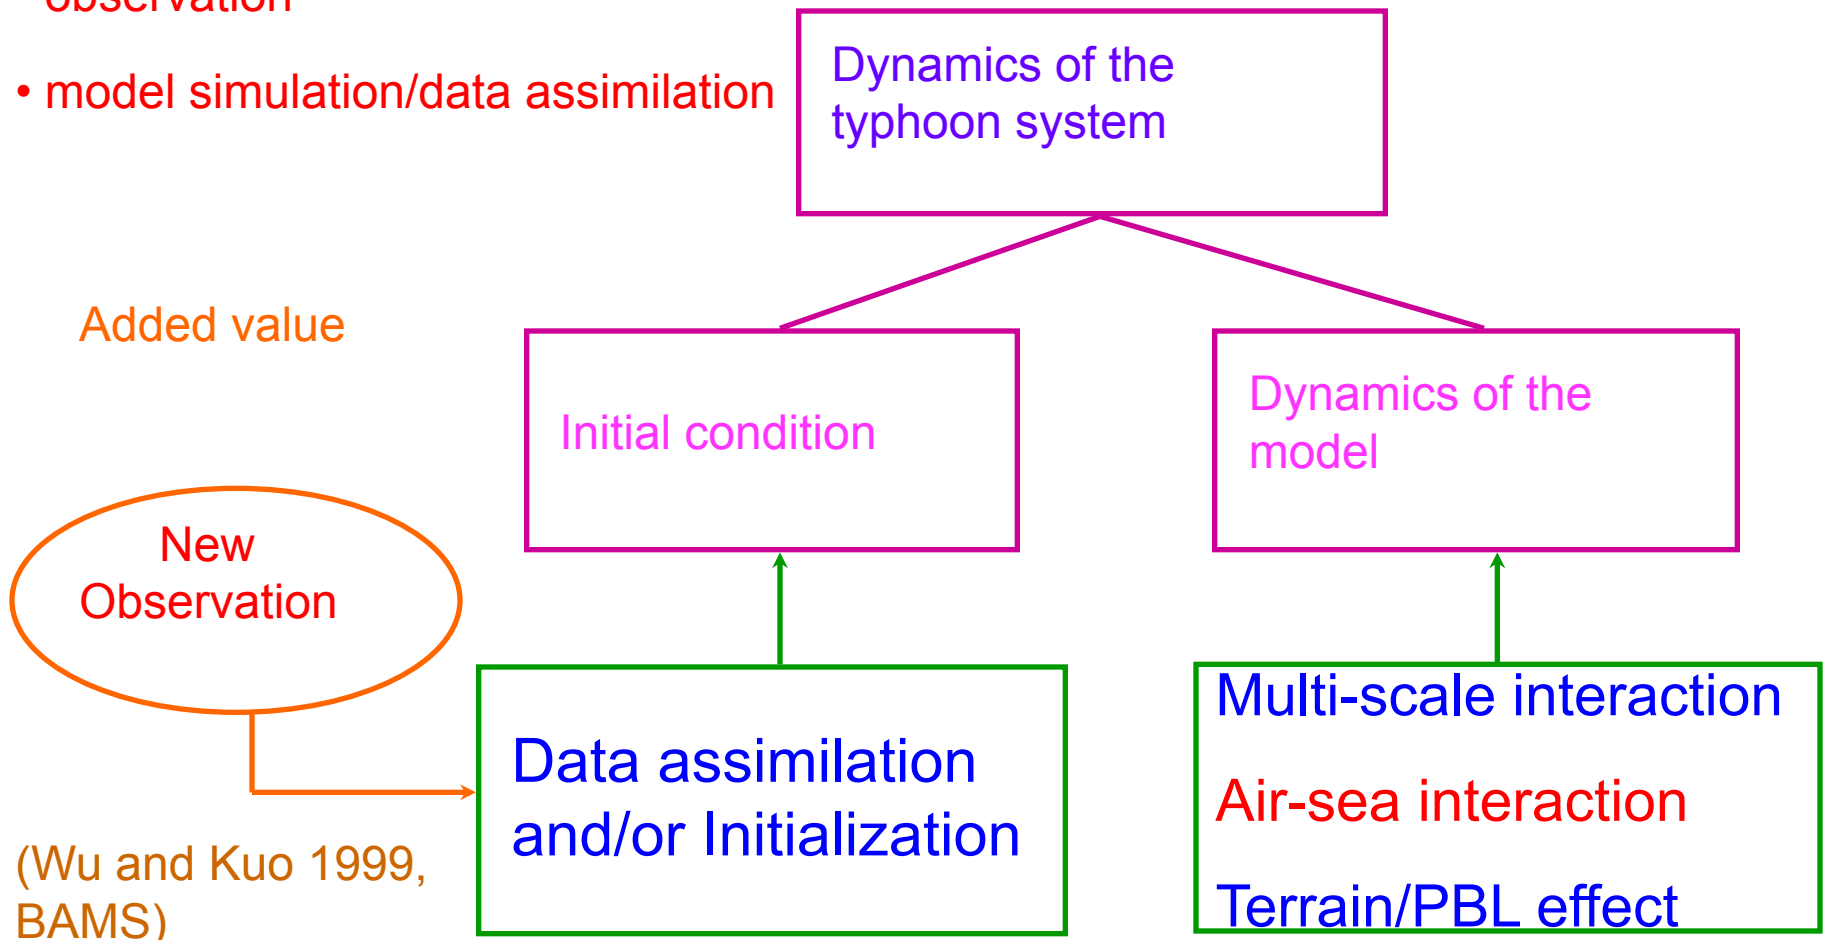 observation
• model simulation/data assimilation
Dynamics of the
typhoon system
Added value
Initial condition
Dynamics of the
model
New
Observation
Data assimilation
and/or Initialization
Multi-scale interaction
Air-sea interaction
Terrain/PBL effect
(Wu and Kuo 1999,
BAMS)